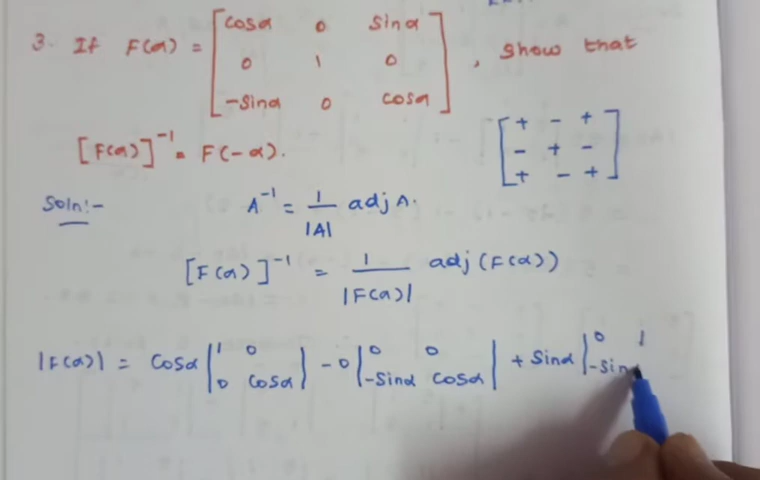 3. If F(α) = [cosα 0 sinα
0 1 0
-sinα 0 cosα], show that
[F(α)]⁻¹ = F(-α).
[+ - +
- + -
+ - +]
Soln:-
A⁻¹ = 1/|A| adj A.
[F(α)]⁻¹ = 1/|F(α)| adj (F(α))
|F(α)| = cosα |1 0 / 0 cosα| - 0 |0 0 / -sinα cosα| + sinα |0 1 / -sin